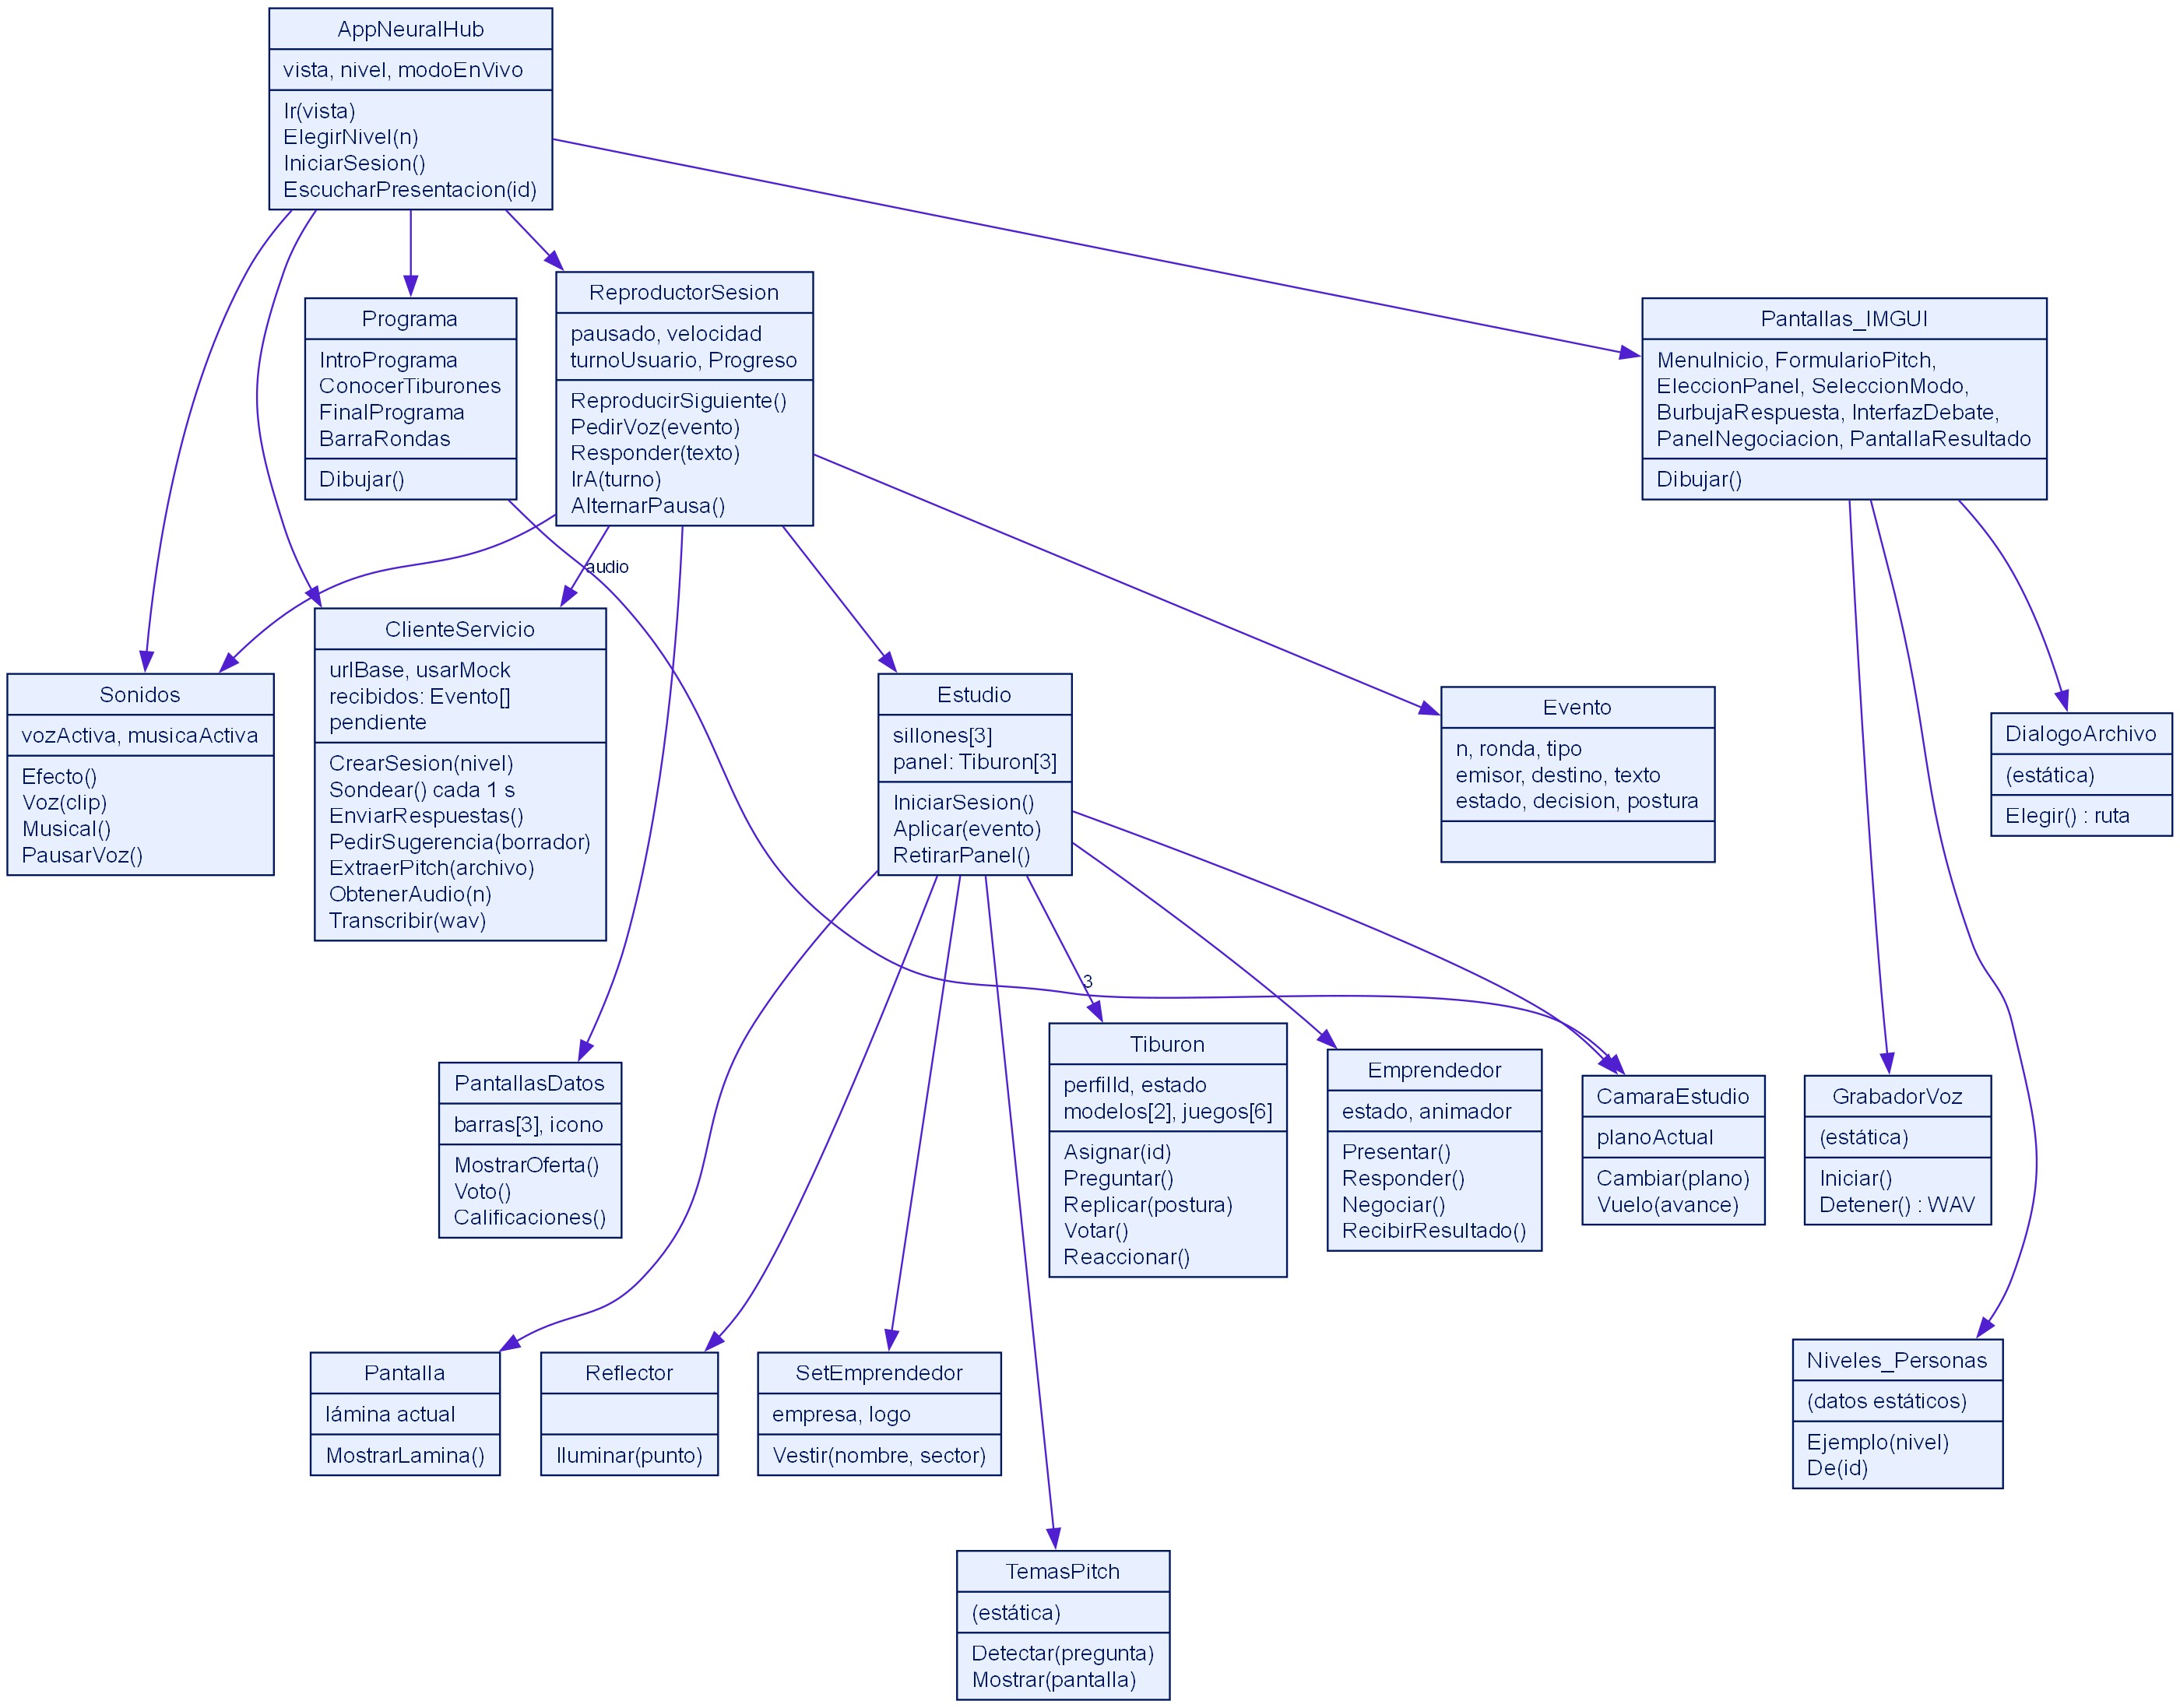 AppNeuralHub
vista, nivel, modoEnVivo
Ir(vista)
ElegirNivel(n)
IniciarSesion()
EscucharPresentacion(id)
Programa
IntroPrograma
ConocerTiburones
FinalPrograma
BarraRondas
Dibujar()
ReproductorSesion
pausado, velocidad
turnoUsuario, Progreso
ReproducirSiguiente()
PedirVoz(evento)
Responder(texto)
IrA(turno)
AlternarPausa()
Pantallas_IMGUI
MenuInicio, FormularioPitch,
EleccionPanel, SeleccionModo,
BurbujaRespuesta, InterfazDebate,
PanelNegociacion, PantallaResultado
Dibujar()
audio
Sonidos
vozActiva, musicaActiva
Efecto()
Voz(clip)
Musical()
PausarVoz()
ClienteServicio
urlBase, usarMock
recibidos: Evento[]
pendiente
CrearSesion(nivel)
Sondear() cada 1 s
EnviarRespuestas()
PedirSugerencia(borrador)
ExtraerPitch(archivo)
ObtenerAudio(n)
Transcribir(wav)
Estudio
sillones[3]
panel: Tiburon[3]
IniciarSesion()
Aplicar(evento)
RetirarPanel()
Evento
n, ronda, tipo
emisor, destino, texto
estado, decision, postura
DialogoArchivo
(estática)
Elegir() : ruta
3
PantallasDatos
barras[3], icono
MostrarOferta()
Voto()
Calificaciones()
Tiburon
perfilId, estado
modelos[2], juegos[6]
Asignar(id)
Preguntar()
Replicar(postura)
Votar()
Reaccionar()
Emprendedor
estado, animador
Presentar()
Responder()
Negociar()
RecibirResultado()
CamaraEstudio
planoActual
Cambiar(plano)
Vuelo(avance)
GrabadorVoz
(estática)
Iniciar()
Detener() : WAV
Pantalla
lámina actual
MostrarLamina()
Reflector
Iluminar(punto)
SetEmprendedor
empresa, logo
Vestir(nombre, sector)
Niveles_Personas
(datos estáticos)
Ejemplo(nivel)
De(id)
TemasPitch
(estática)
Detectar(pregunta)
Mostrar(pantalla)